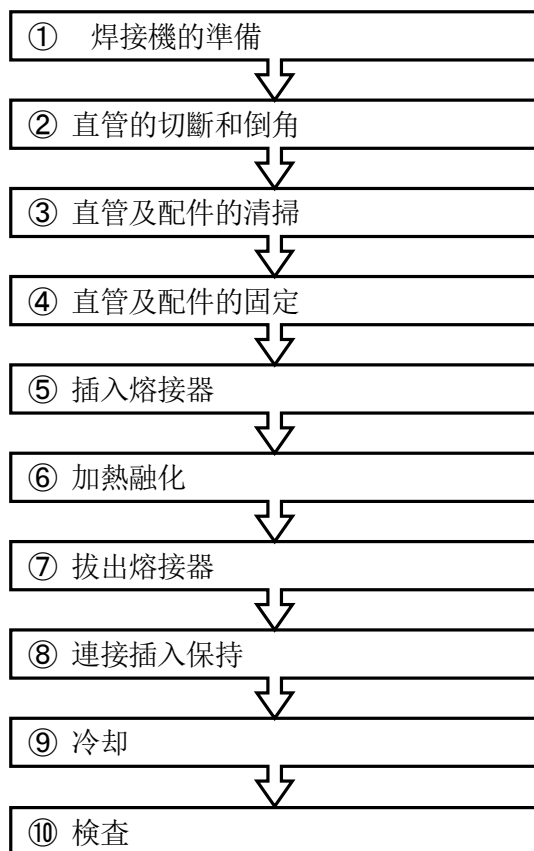 ① 焊接機的準備
② 直管的切斷和倒角
③ 直管及配件的清掃
④ 直管及配件的固定
⑤ 插入熔接器
⑥ 加熱融化
⑦ 拔出熔接器
⑧ 連接插入保持
⑨ 冷却
⑩ 検査